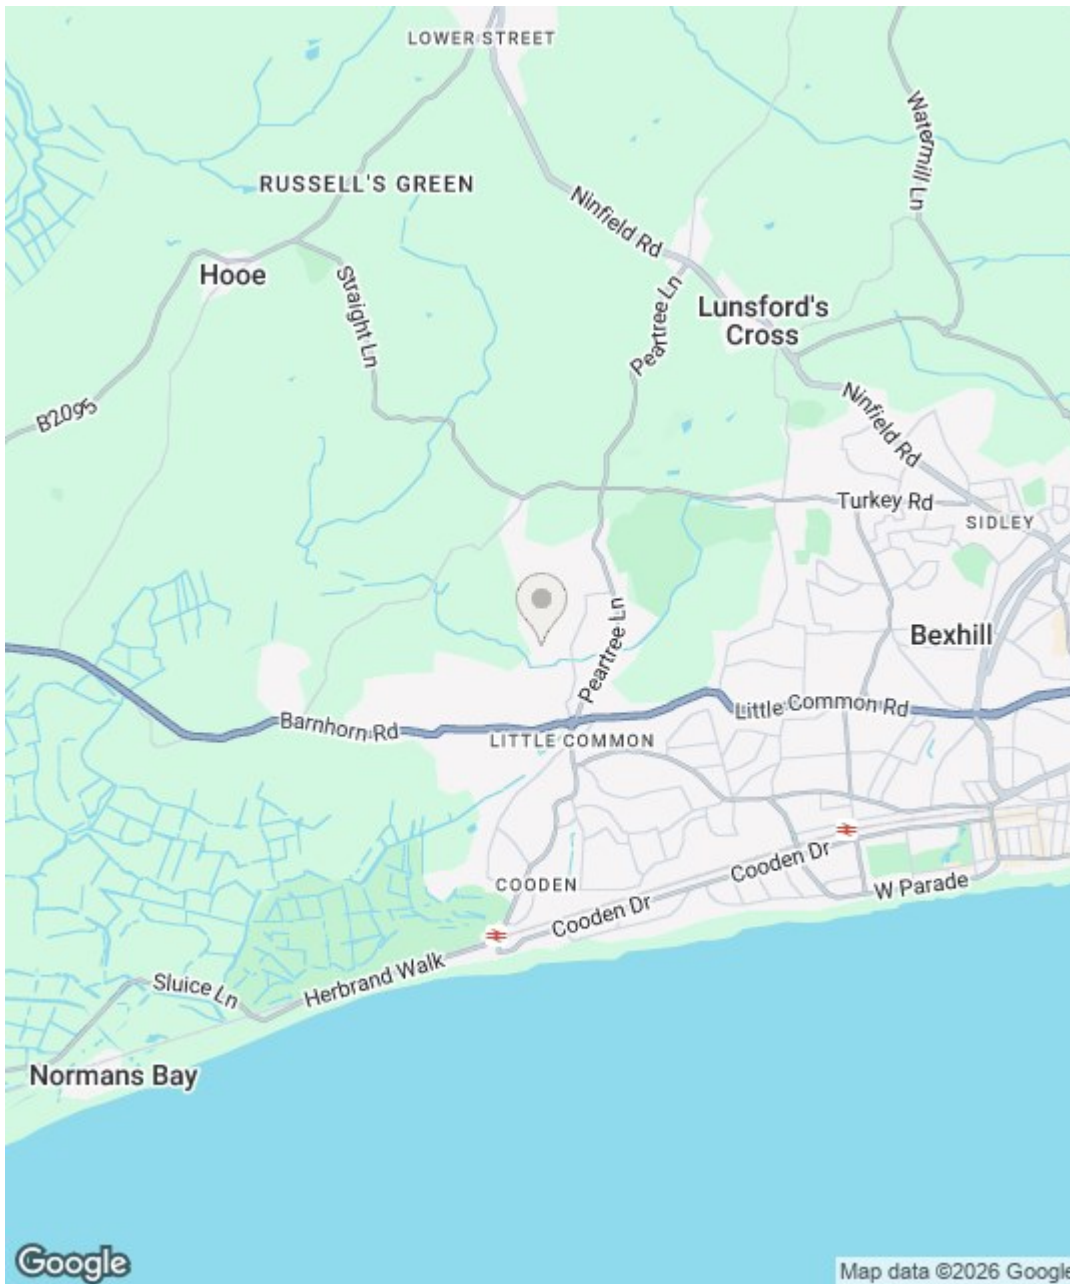 LOWER STREET
Watermill Ln
RUSSELL'S GREEN
Ninfield Rd
Hooe
Straight Ln
Peartree Ln
Lunsford's
Cross
B2095
Ninfield Rd
Turkey Rd
SIDLEY
Peartree Ln
Bexhill
Barnhorn Rd
Little Common Rd
LITTLE COMMON
Cooden Dr
COODEN
W Parade
Cooden Dr
Herbrand Walk
Sluice Ln
Normans Bay
Google
Map data ©2026 Google